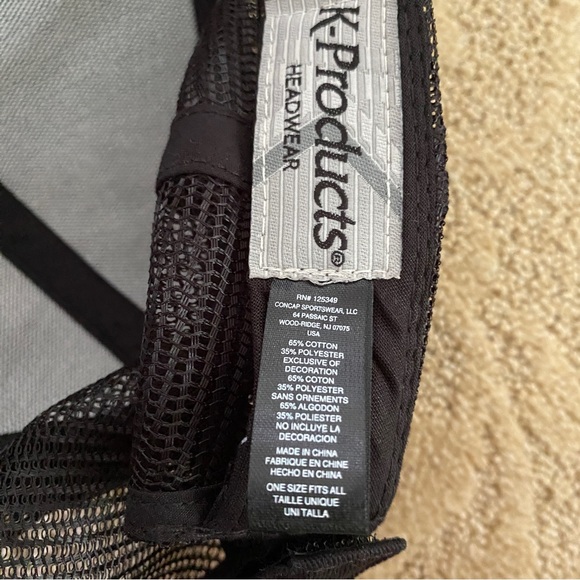 K-Products®
HEADWEAR
RN# 125349
CONCAP SPORTSWEAR, LLC
64 PASSAIC ST
WOOD-RIDGE, NJ 07075
USA
65% COTTON
35% POLYESTER
EXCLUSIVE OF
DECORATION
65% COTON
35% POLYESTER
SANS ORNEMENTS
65% ALGODON
35% POLIESTER
NO INCLUYE LA
DECORACION
MADE IN CHINA
FABRIQUE EN CHINE
HECHO EN CHINA
ONE SIZE FITS ALL
TAILLE UNIQUE
UNI TALLA